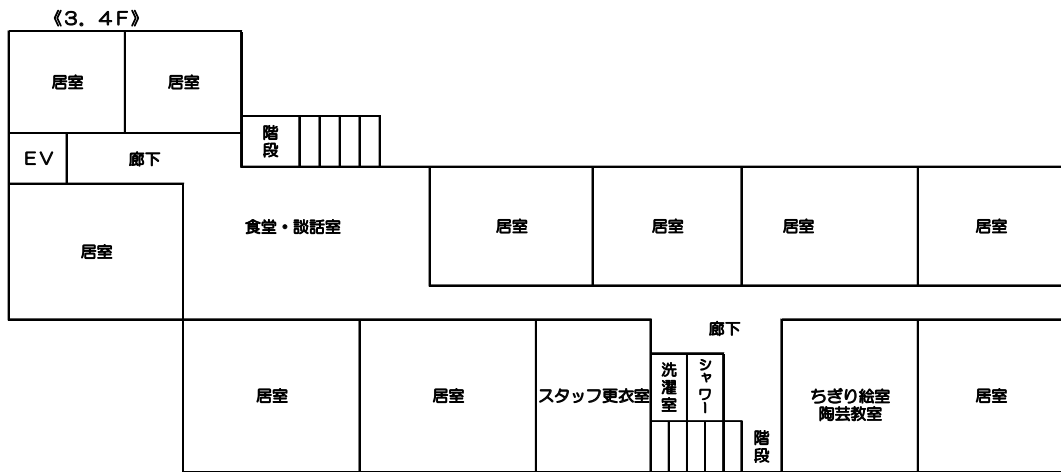 《3．4F》
居室
居室
階段
EV
廊下
居室
食堂・談話室
居室
居室
居室
居室
廊下
居室
居室
スタッフ更衣室
洗濯室
シャワー
ちぎり絵室
陶芸教室
居室
階段